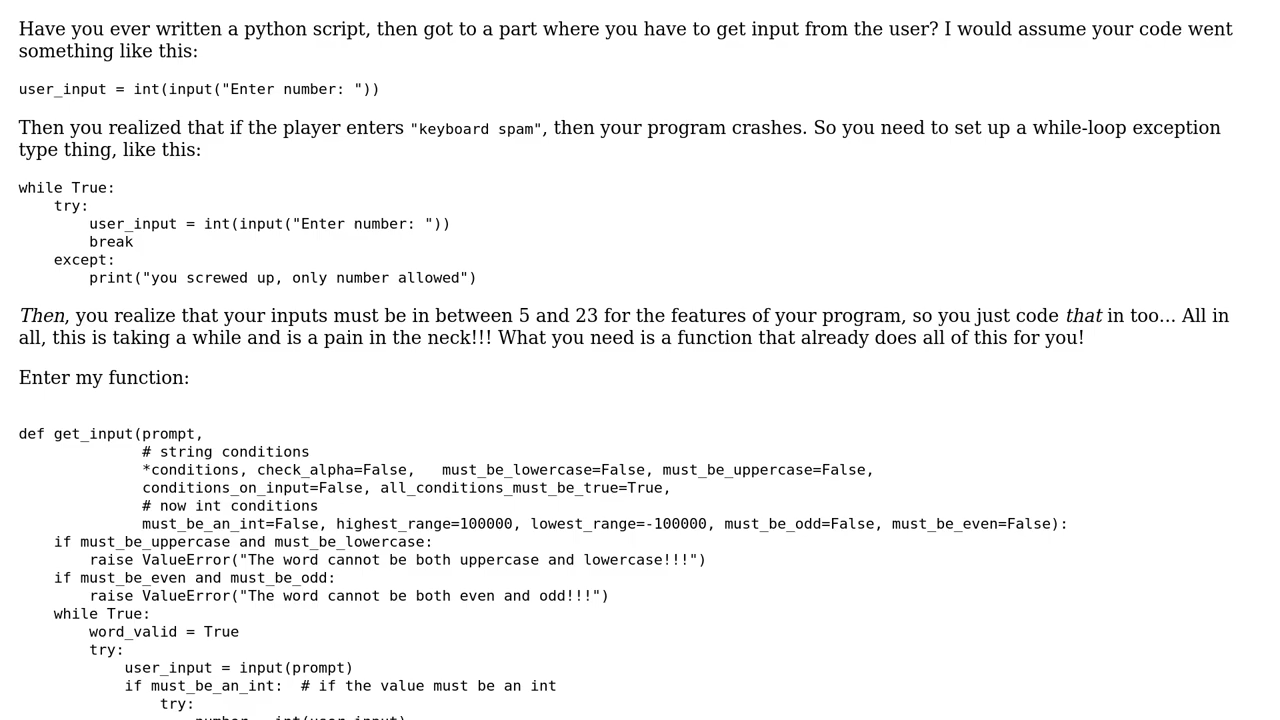 Have you ever written a python script, then got to a part where you have to get input from the user? I would assume your code went
something like this:
user_input = int(input("Enter number: "))
Then you realized that if the player enters "keyboard spam", then your program crashes. So you need to set up a while-loop exception
type thing, like this:
while True:
    try:
        user_input = int(input("Enter number: "))
        break
    except:
        print("you screwed up, only number allowed")
Then, you realize that your inputs must be in between 5 and 23 for the features of your program, so you just code that in too... All in
all, this is taking a while and is a pain in the neck!!! What you need is a function that already does all of this for you!
Enter my function:
def get_input(prompt,
              # string conditions
              *conditions, check_alpha=False,   must_be_lowercase=False, must_be_uppercase=False,
              conditions_on_input=False, all_conditions_must_be_true=True,
              # now int conditions
              must_be_an_int=False, highest_range=100000, lowest_range=-100000, must_be_odd=False, must_be_even=False):
    if must_be_uppercase and must_be_lowercase:
        raise ValueError("The word cannot be both uppercase and lowercase!!!")
    if must_be_even and must_be_odd:
        raise ValueError("The word cannot be both even and odd!!!")
    while True:
        word_valid = True
        try:
            user_input = input(prompt)
            if must_be_an_int:  # if the value must be an int
                try:
                    number = int(user_input)